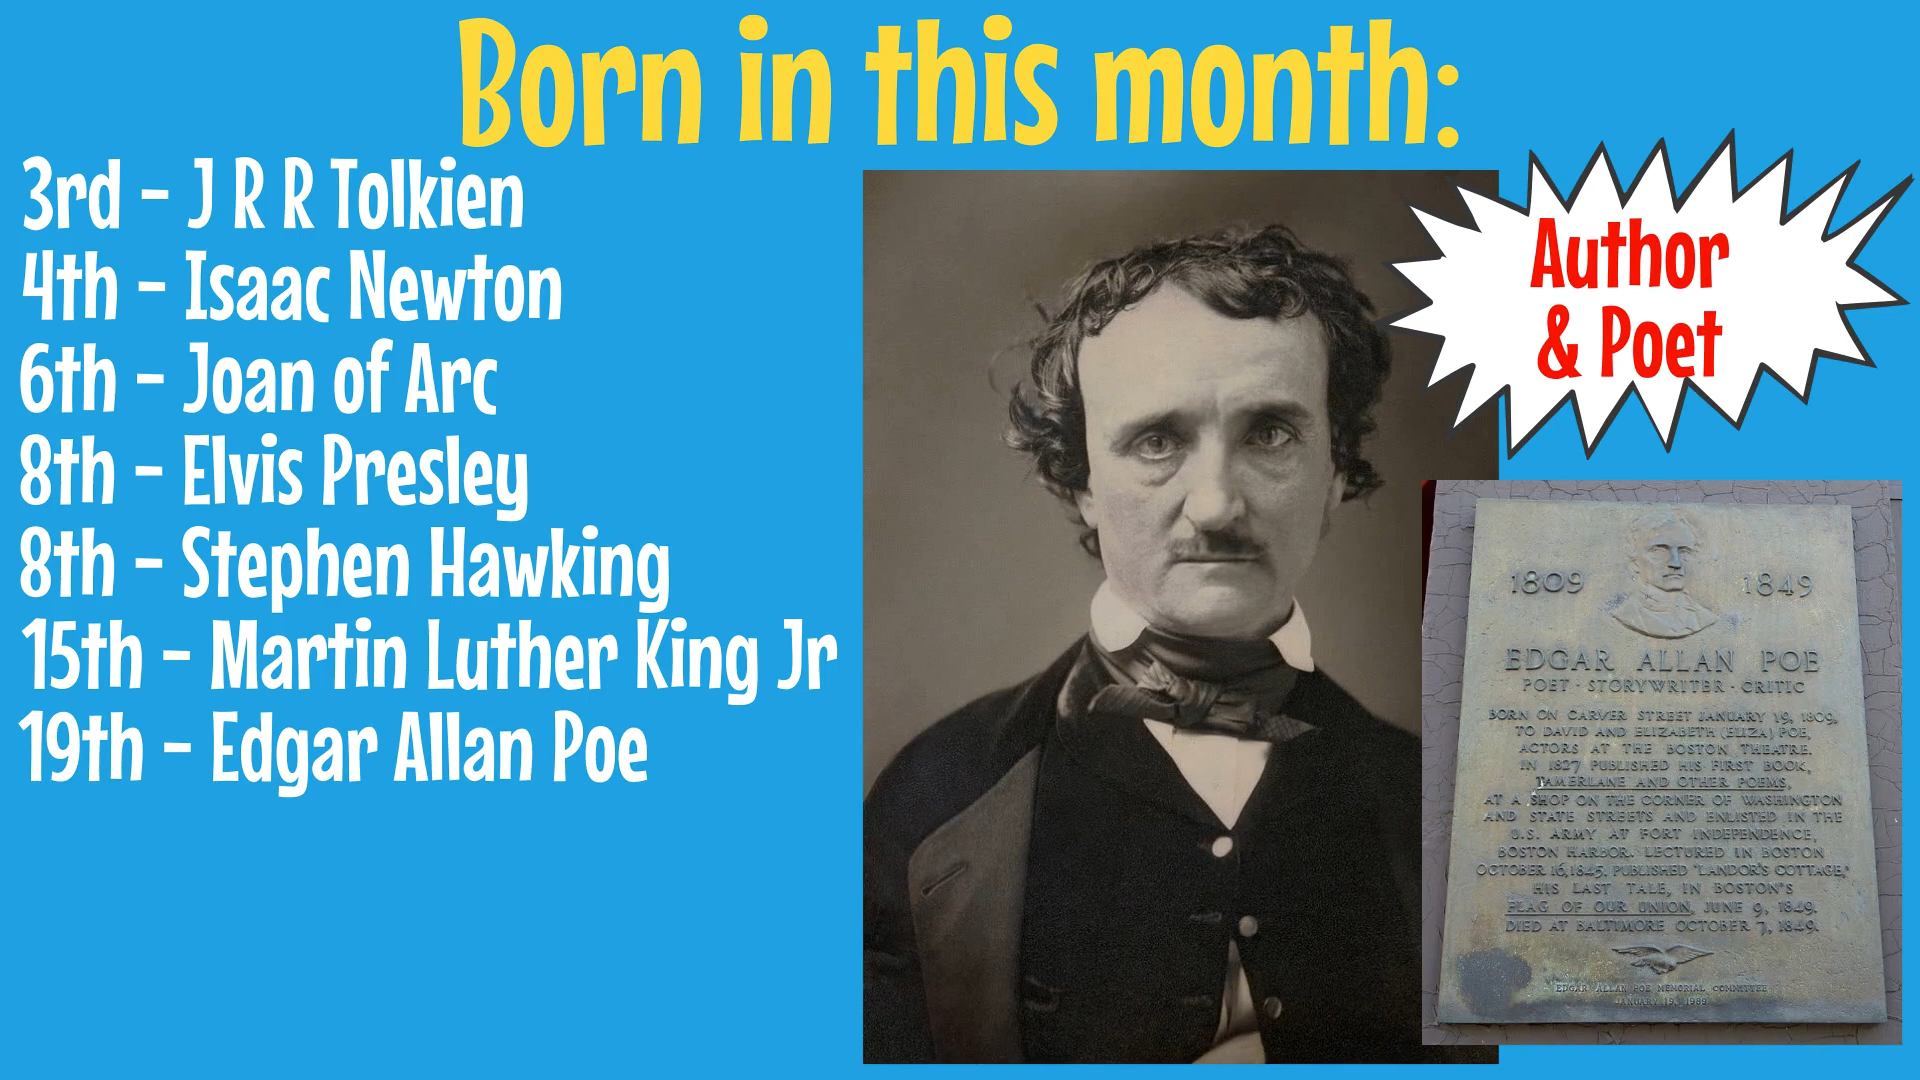 Born in this month:
3rd - J R R Tolkien
4th - Isaac Newton
6th - Joan of Arc
8th - Elvis Presley
8th - Stephen Hawking
15th - Martin Luther King Jr
19th - Edgar Allan Poe
Author
& Poet
1809 1849
EDGAR ALLAN POE
POET · STORYWRITER · CRITIC
BORN ON CARVER STREET JANUARY 19, 1809,
TO DAVID AND ELIZABETH (ELIZA) POE,
ACTORS AT THE BOSTON THEATRE.
IN 1827 PUBLISHED HIS FIRST BOOK,
TAMERLANE AND OTHER POEMS,
AT A SHOP ON THE CORNER OF WASHINGTON
AND STATE STREETS AND ENLISTED IN THE
U.S. ARMY AT FORT INDEPENDENCE,
BOSTON HARBOR. LECTURED IN BOSTON
OCTOBER 16, 1845. PUBLISHED "LANDOR'S COTTAGE,"
HIS LAST TALE, IN BOSTON'S
FLAG OF OUR UNION, JUNE 9, 1849.
DIED AT BALTIMORE OCTOBER 7, 1849.
EDGAR ALLAN POE MEMORIAL COMMITTEE
JANUARY 19, 1989